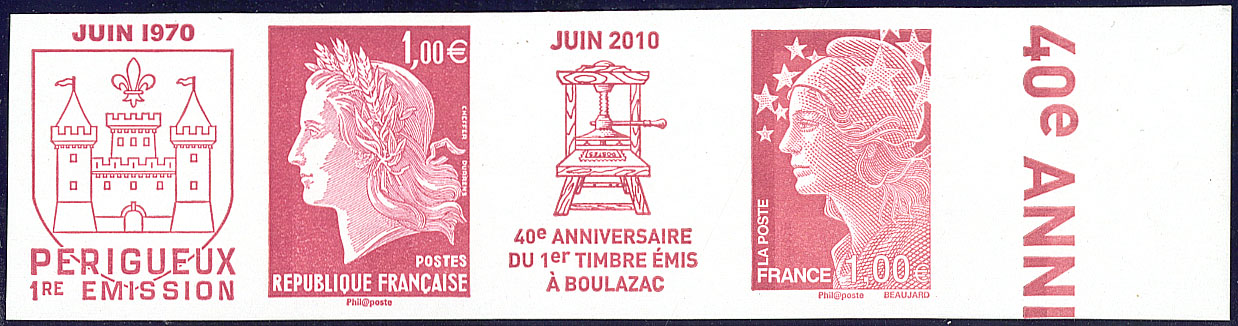 JUIN 1970
PERIGUEUX
1RE EMISSION
1,00€
CHEFFER DURRENS
POSTES
REPUBLIQUE FRANÇAISE
Phil@poste
JUIN 2010
40e ANNIVERSAIRE
DU 1er TIMBRE ÉMIS
À BOULAZAC
LA POSTE
FRANCE 1,00€
Phil@poste BEAUJARD
40e ANNI